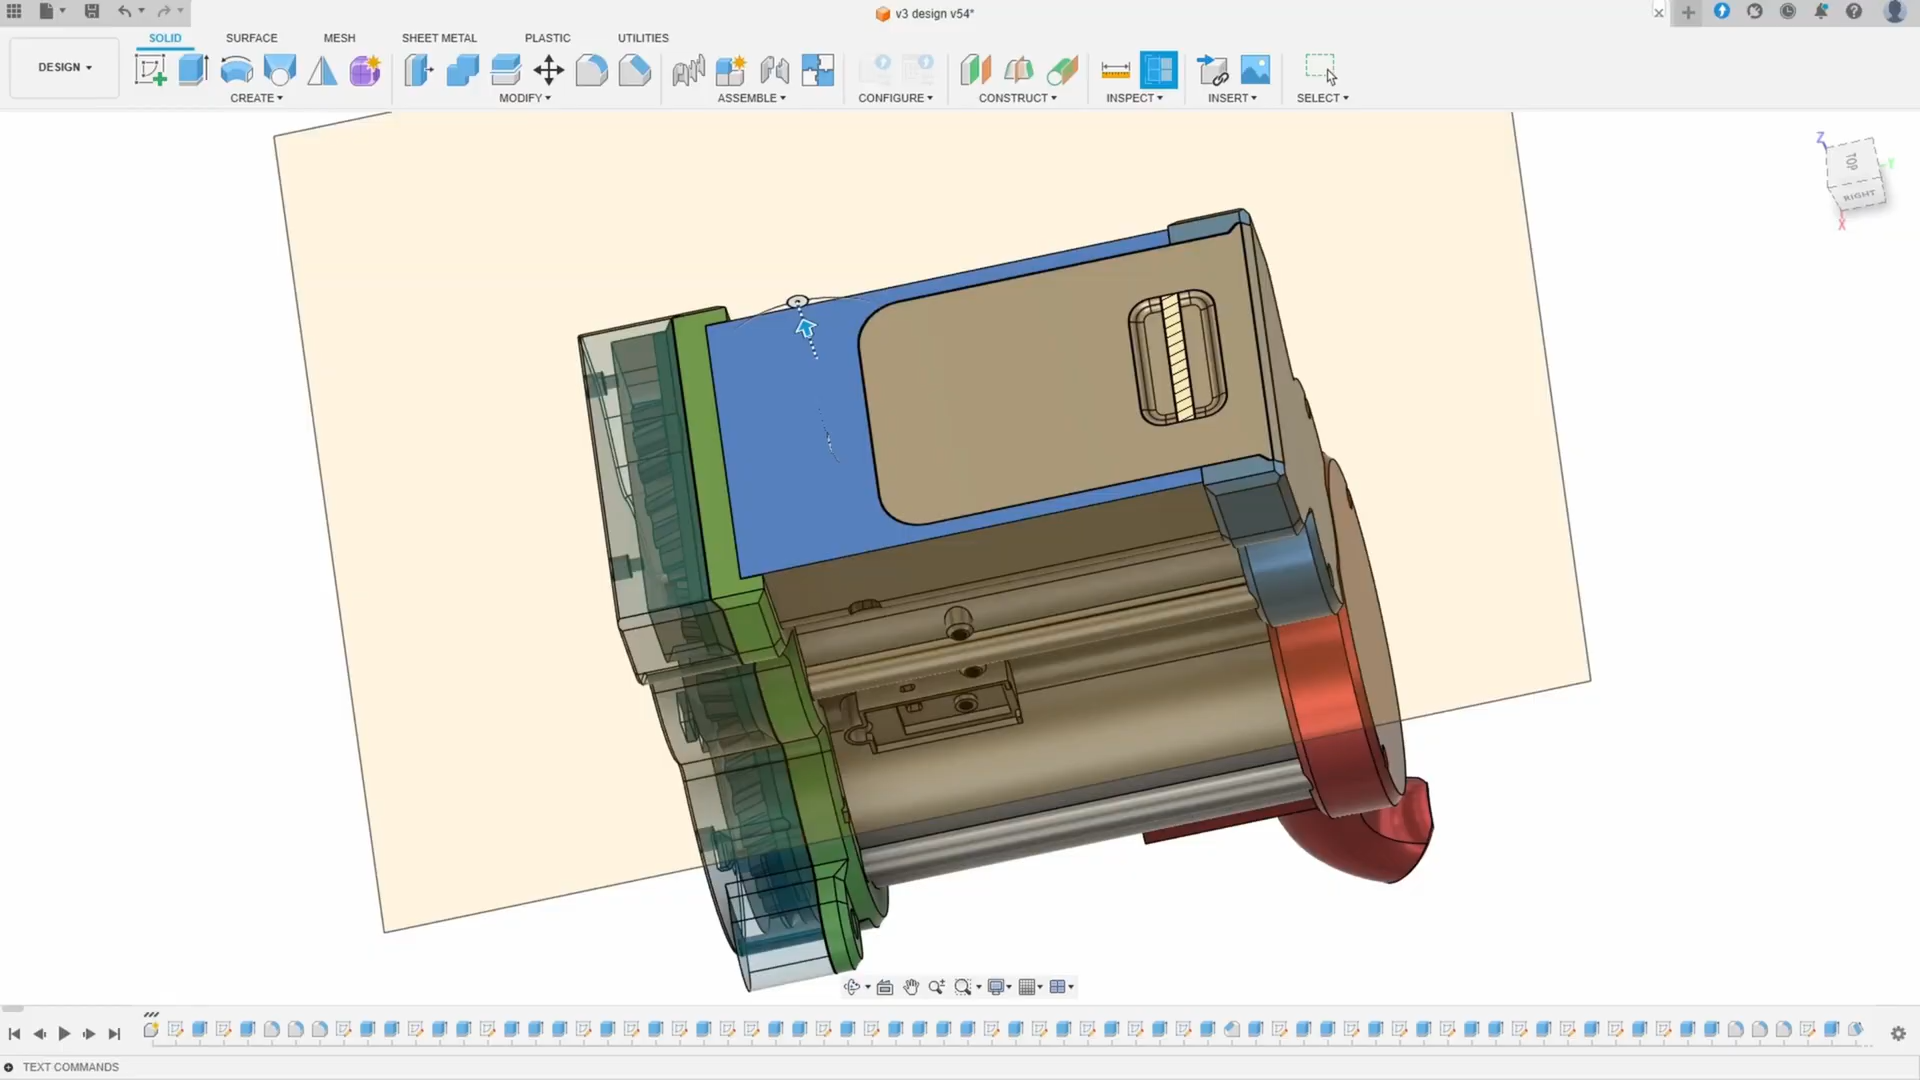 v3 design v54*
SOLID SURFACE MESH SHEET METAL PLASTIC UTILITIES
DESIGN
CREATE MODIFY ASSEMBLE CONFIGURE CONSTRUCT INSPECT INSERT SELECT
Z
TOP
Y
RIGHT
X
TEXT COMMANDS